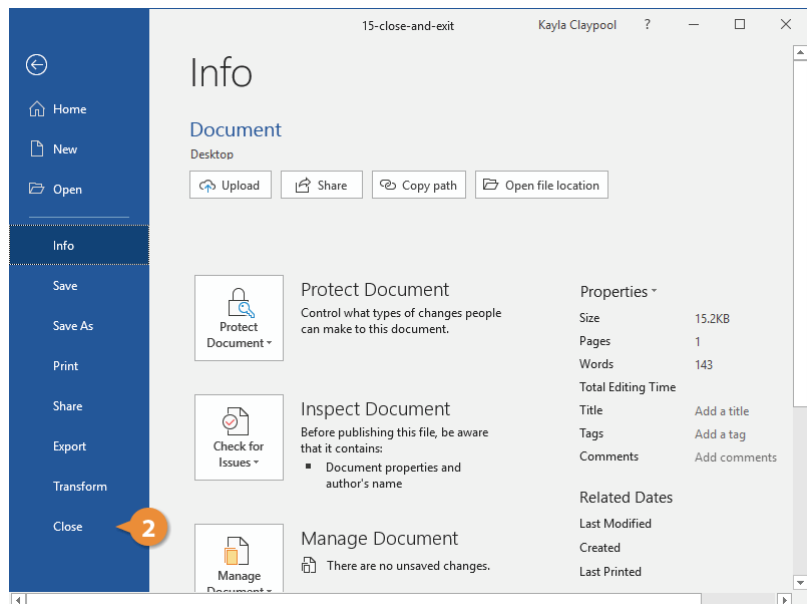 15-close-and-exit
Kayla Claypool
?
Home
New
Open
Info
Save
Save As
Print
Share
Export
Transform
Close
2
Info
Document
Desktop
Upload
Share
Copy path
Open file location
Protect
Document
Protect Document
Control what types of changes people
can make to this document.
Check for
Issues
Inspect Document
Before publishing this file, be aware
that it contains:
Document properties and
author's name
Manage
Document
Manage Document
There are no unsaved changes.
Properties
Size 15.2KB
Pages 1
Words 143
Total Editing Time
Title Add a title
Tags Add a tag
Comments Add comments
Related Dates
Last Modified
Created
Last Printed